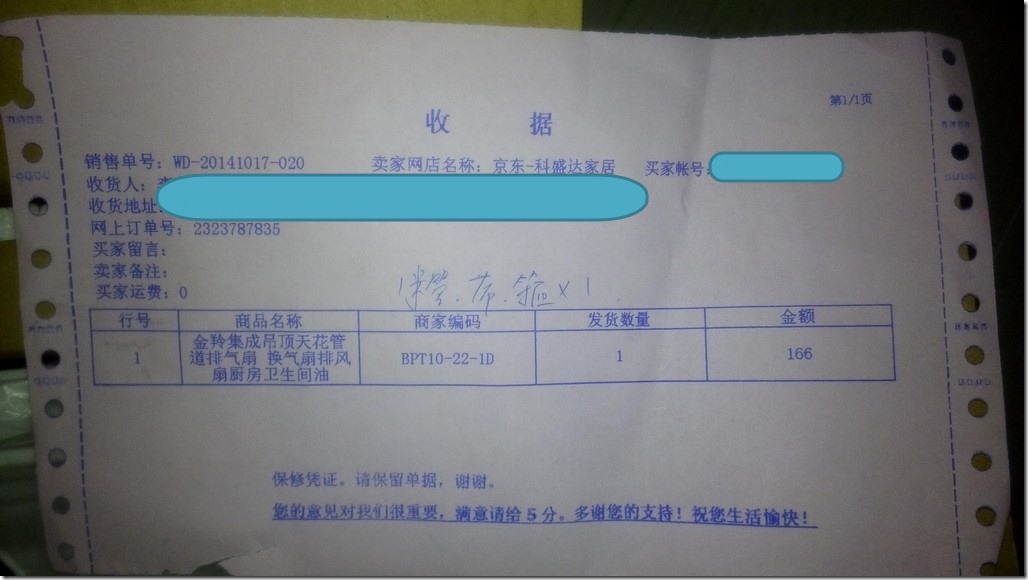 第1/1页
收 据
销售单号: WD-20141017-020 卖家网店名称: 京东-科盛达家居 买家帐号:
收货人:
收货地址:
网上订单号: 2323787835
买家留言:
卖家备注:
买家运费: 0
X 1
行号 商品名称 商家编码 发货数量 金额
1 金羚集成吊顶天花管 BPT10-22-1D 1 166
道排气扇 换气扇排风
扇厨房卫生间油
保修凭证。请保留单据,谢谢。
您的意见对我们很重要,满意请给5分。多谢您的支持!祝您生活愉快!